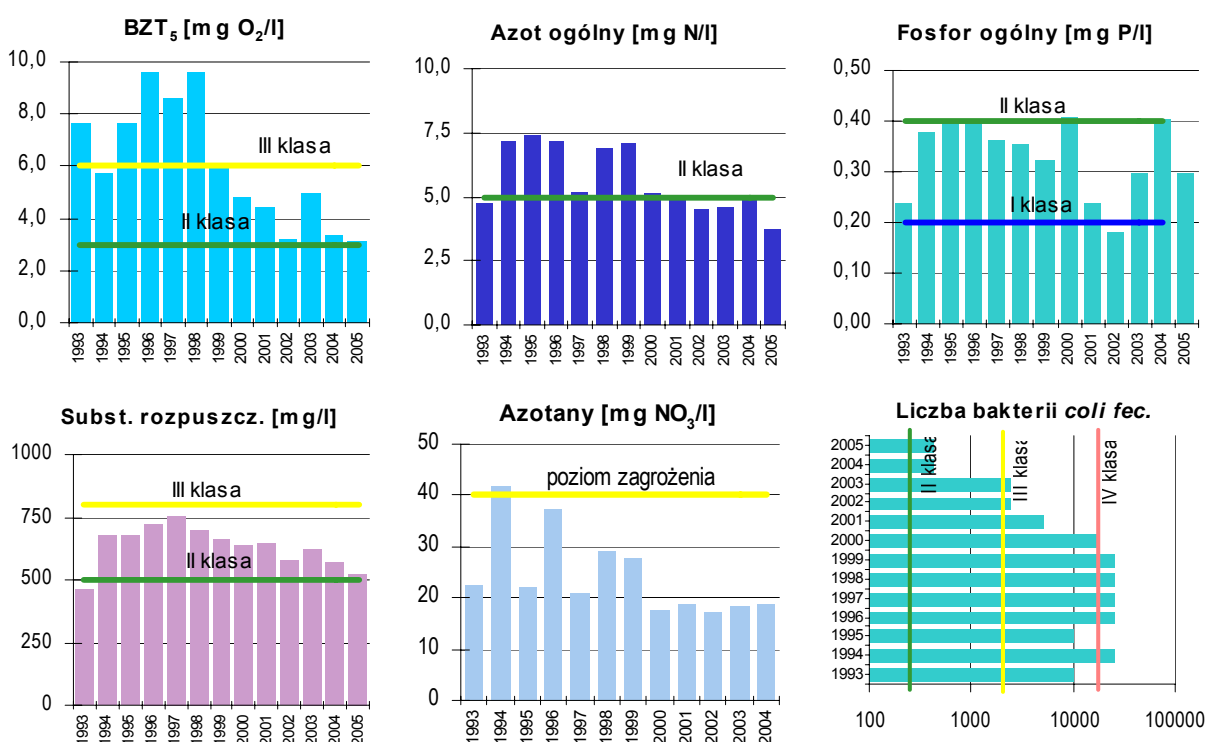 BZT5 [mg O2/l]
10,0
8,0
6,0
4,0
2,0
0,0
III klasa
II klasa
1993 1994 1995 1996 1997 1998 1999 2000 2001 2002 2003 2004 2005
Azot ogólny [mg N/l]
10,0
7,5
5,0
2,5
0,0
II klasa
1993 1994 1995 1996 1997 1998 1999 2000 2001 2002 2003 2004 2005
Fosfor ogólny [mg P/l]
0,50
0,40
0,30
0,20
0,10
0,00
II klasa
I klasa
1993 1994 1995 1996 1997 1998 1999 2000 2001 2002 2003 2004 2005
Subst. rozpuszcz. [mg/l]
1000
750
500
250
0
III klasa
II klasa
1993 1994 1995 1996 1997 1998 1999 2000 2001 2002 2003 2004 2005
Azotany [mg NO3/l]
50
40
30
20
10
0
poziom zagrożenia
1993 1994 1995 1996 1997 1998 1999 2000 2001 2002 2003 2004
Liczba bakterii coli fec.
2005
2004
2003
2002
2001
2000
1999
1998
1997
1996
1995
1994
1993
II klasa
III klasa
IV klasa
100 1000 10000 100000